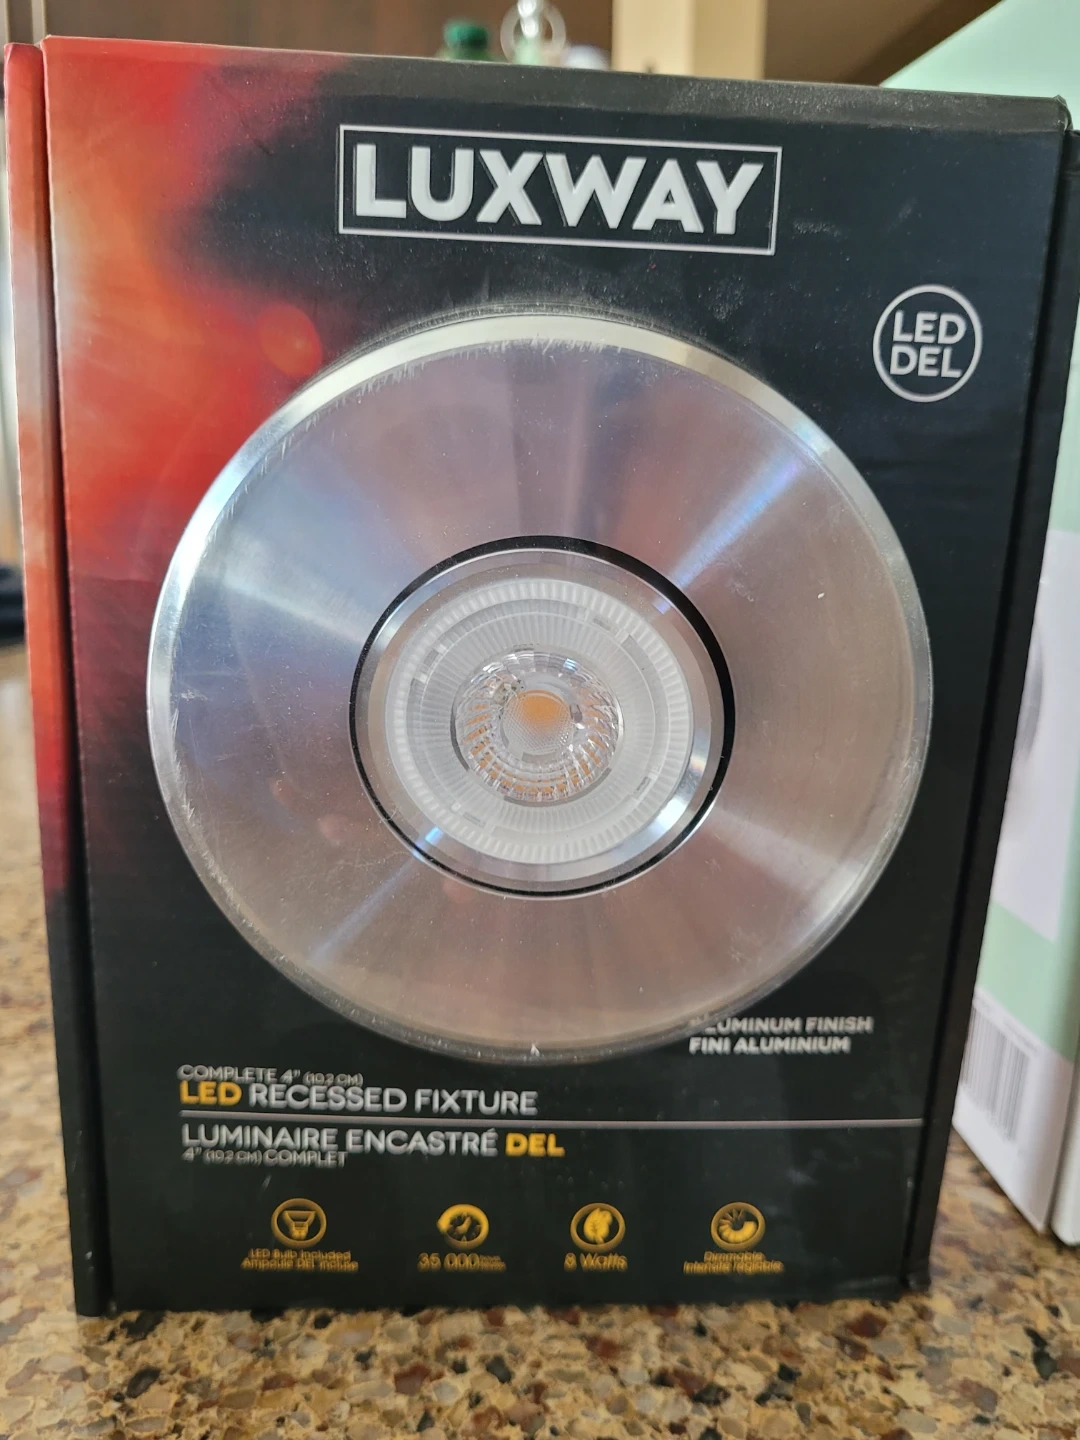 LUXWAY
LED
DEL
ALUMINUM FINISH
FINI ALUMINIUM
COMPLETE 4" (10.2 CM)
LED RECESSED FIXTURE
LUMINAIRE ENCASTRÉ DEL
4" (10.2 CM) COMPLET
LED Bulb Included
Ampoule DEL incluse
35 000
8 Watts
Dimmable
Intensité réglable